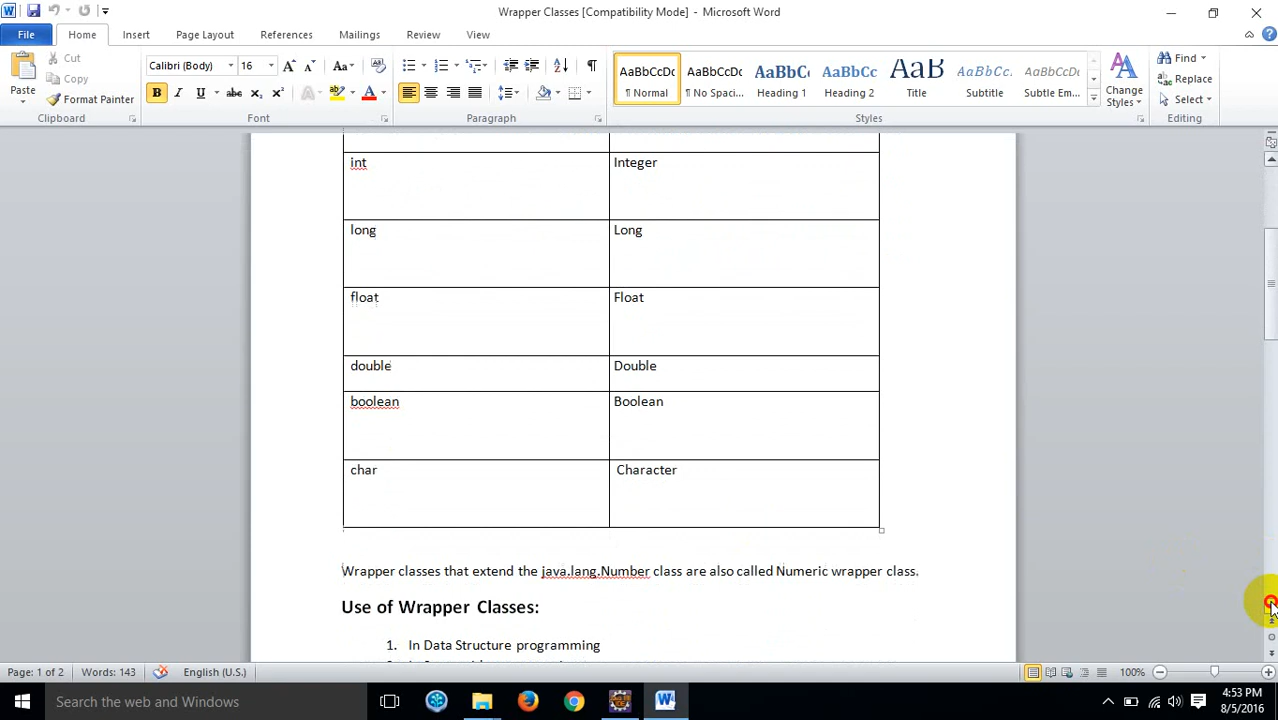 Wrapper Classes [Compatibility Mode] - Microsoft Word
File Home Insert Page Layout References Mailings Review View
Paste
Cut
Copy
Format Painter
Clipboard
Calibri (Body) 16
Font
Paragraph
AaBbCcDc AaBbCcDc AaBbC AaBbCc AaB AaBbCc. AaBbCcDc
¶ Normal ¶ No Spaci... Heading 1 Heading 2 Title Subtitle Subtle Em...
Styles
Change
Styles
Find
Replace
Select
Editing
int Integer
long Long
float Float
double Double
boolean Boolean
char Character
Wrapper classes that extend the java.lang.Number class are also called Numeric wrapper class.
Use of Wrapper Classes:
1. In Data Structure programming
Page: 1 of 2 Words: 143 English (U.S.) 100%
Search the web and Windows
4:53 PM
8/5/2016